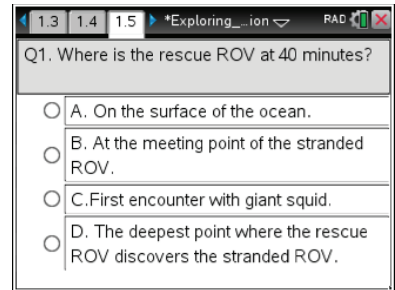 1.3 1.4 1.5 *Exploring_...ion RAD
Q1. Where is the rescue ROV at 40 minutes?
A. On the surface of the ocean.
B. At the meeting point of the stranded
ROV.
C.First encounter with giant squid.
D. The deepest point where the rescue
ROV discovers the stranded ROV.